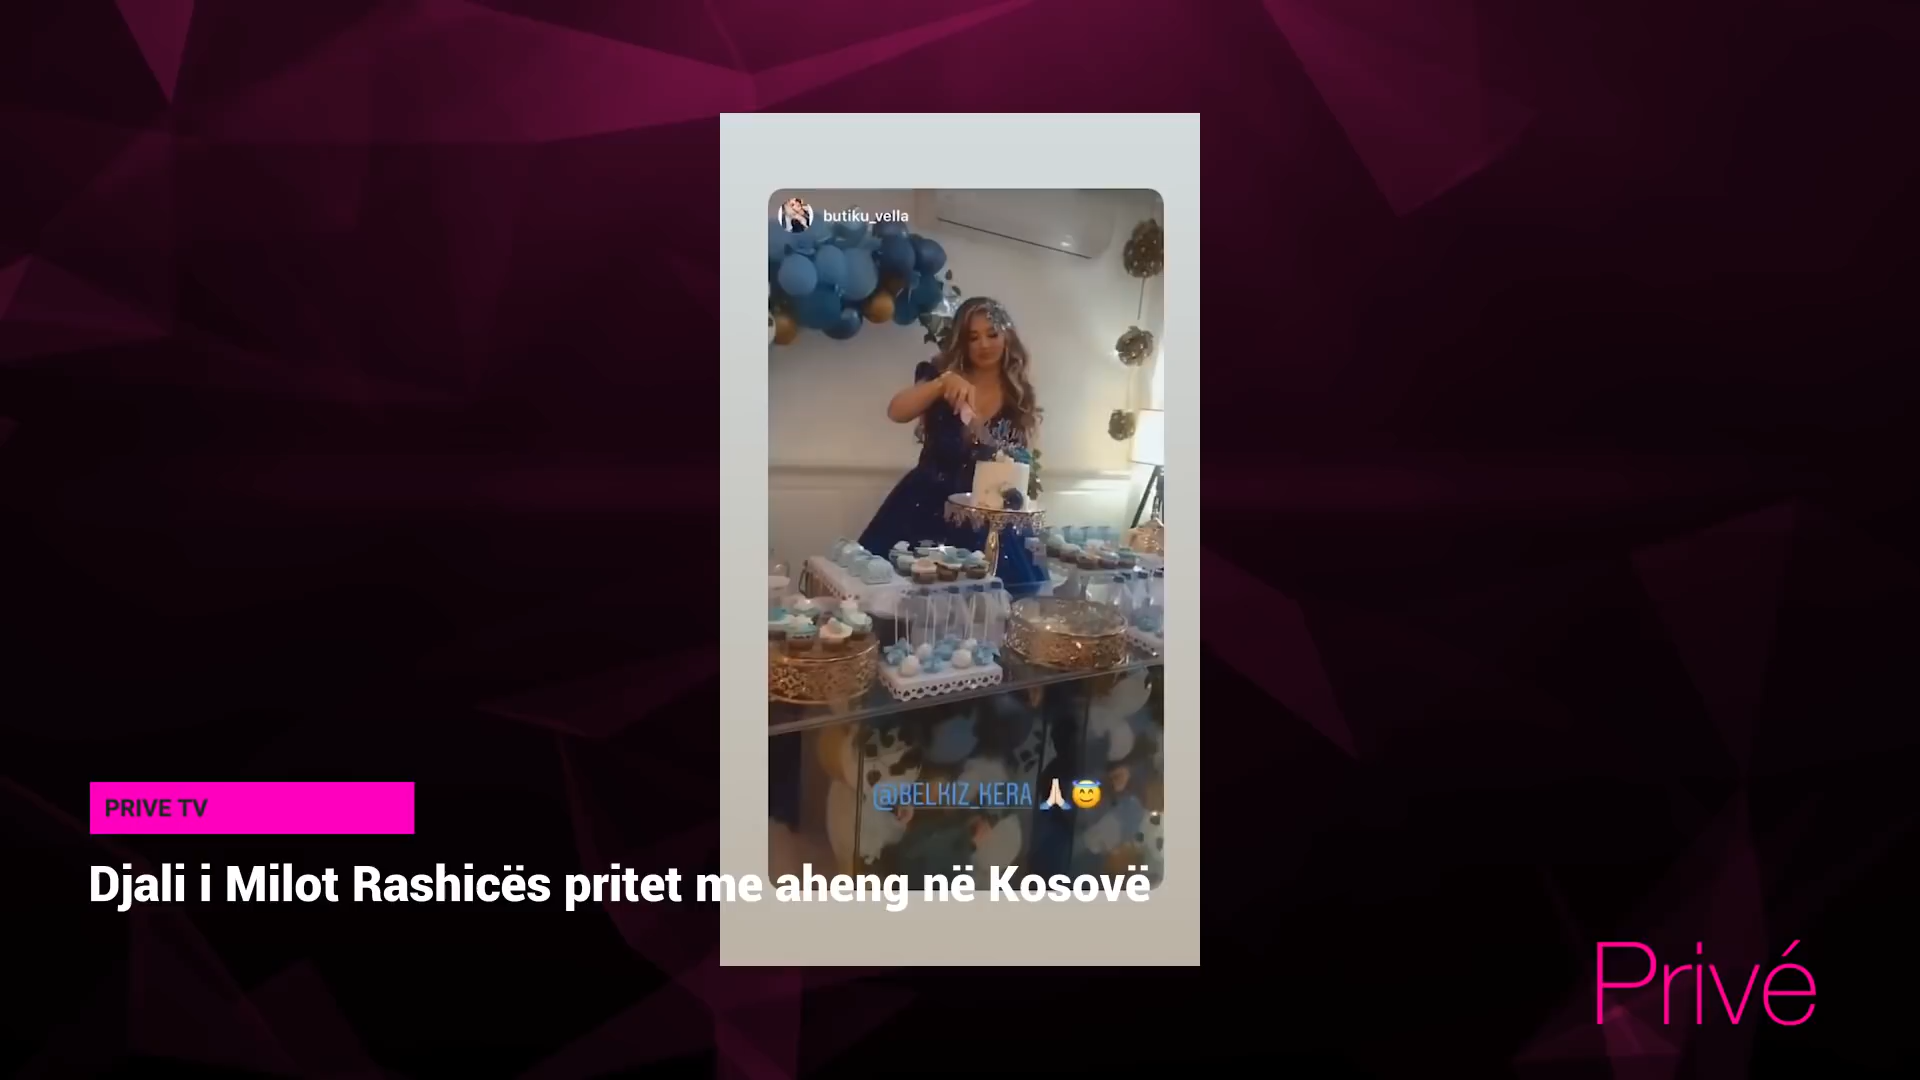 butiku_vella
@BELKIZ_KERA
PRIVE TV
Djali i Milot Rashicës pritet me aheng në Kosovë
Privé